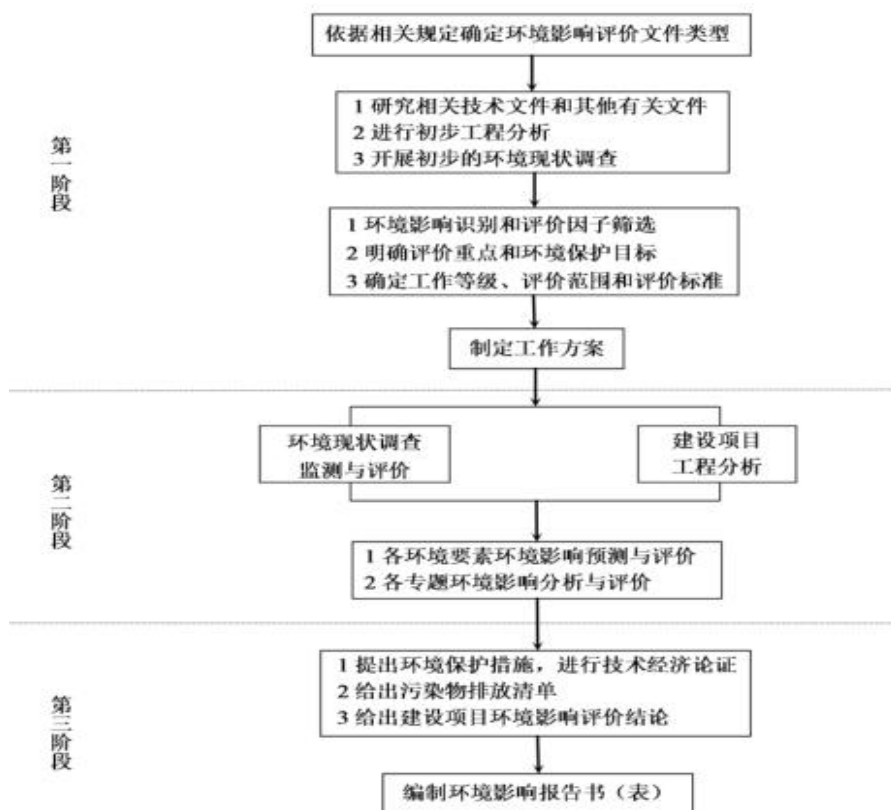 依据相关规定确定环境影响评价文件类型
1 研究相关技术文件和其他有关文件
2 进行初步工程分析
3 开展初步的环境现状调查
第一阶段
1 环境影响识别和评价因子筛选
2 明确评价重点和环境保护目标
3 确定工作等级、评价范围和评价标准
制定工作方案
环境现状调查
监测与评价
建设项目
工程分析
第二阶段
1 各环境要素环境影响预测与评价
2 各专题环境影响分析与评价
1 提出环境保护措施，进行技术经济论证
2 给出污染物排放清单
3 给出建设项目环境影响评价结论
第三阶段
编制环境影响报告书（表）